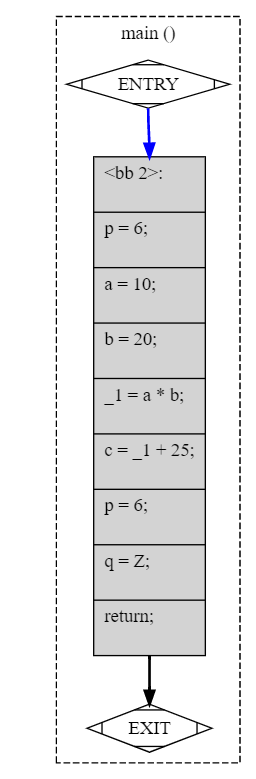 main ()
ENTRY
<bb 2>:
p = 6;
a = 10;
b = 20;
_1 = a * b;
c = _1 + 25;
p = 6;
q = Z;
return;
EXIT